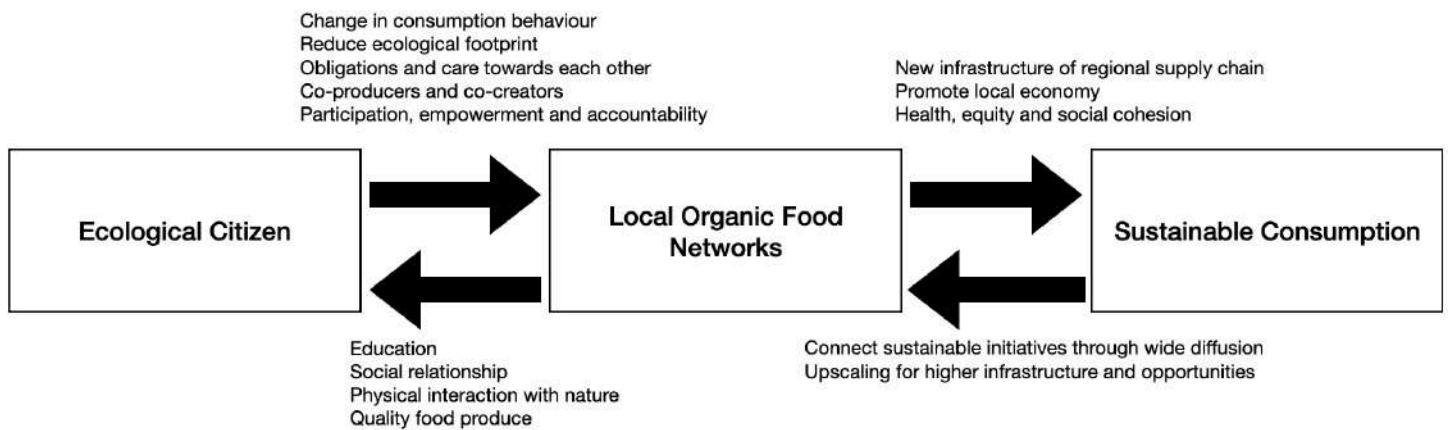 Change in consumption behaviour
Reduce ecological footprint
Obligations and care towards each other
Co-producers and co-creators
Participation, empowerment and accountability
New infrastructure of regional supply chain
Promote local economy
Health, equity and social cohesion
Ecological Citizen
Local Organic Food
Networks
Sustainable Consumption
Education
Social relationship
Physical interaction with nature
Quality food produce
Connect sustainable initiatives through wide diffusion
Upscaling for higher infrastructure and opportunities